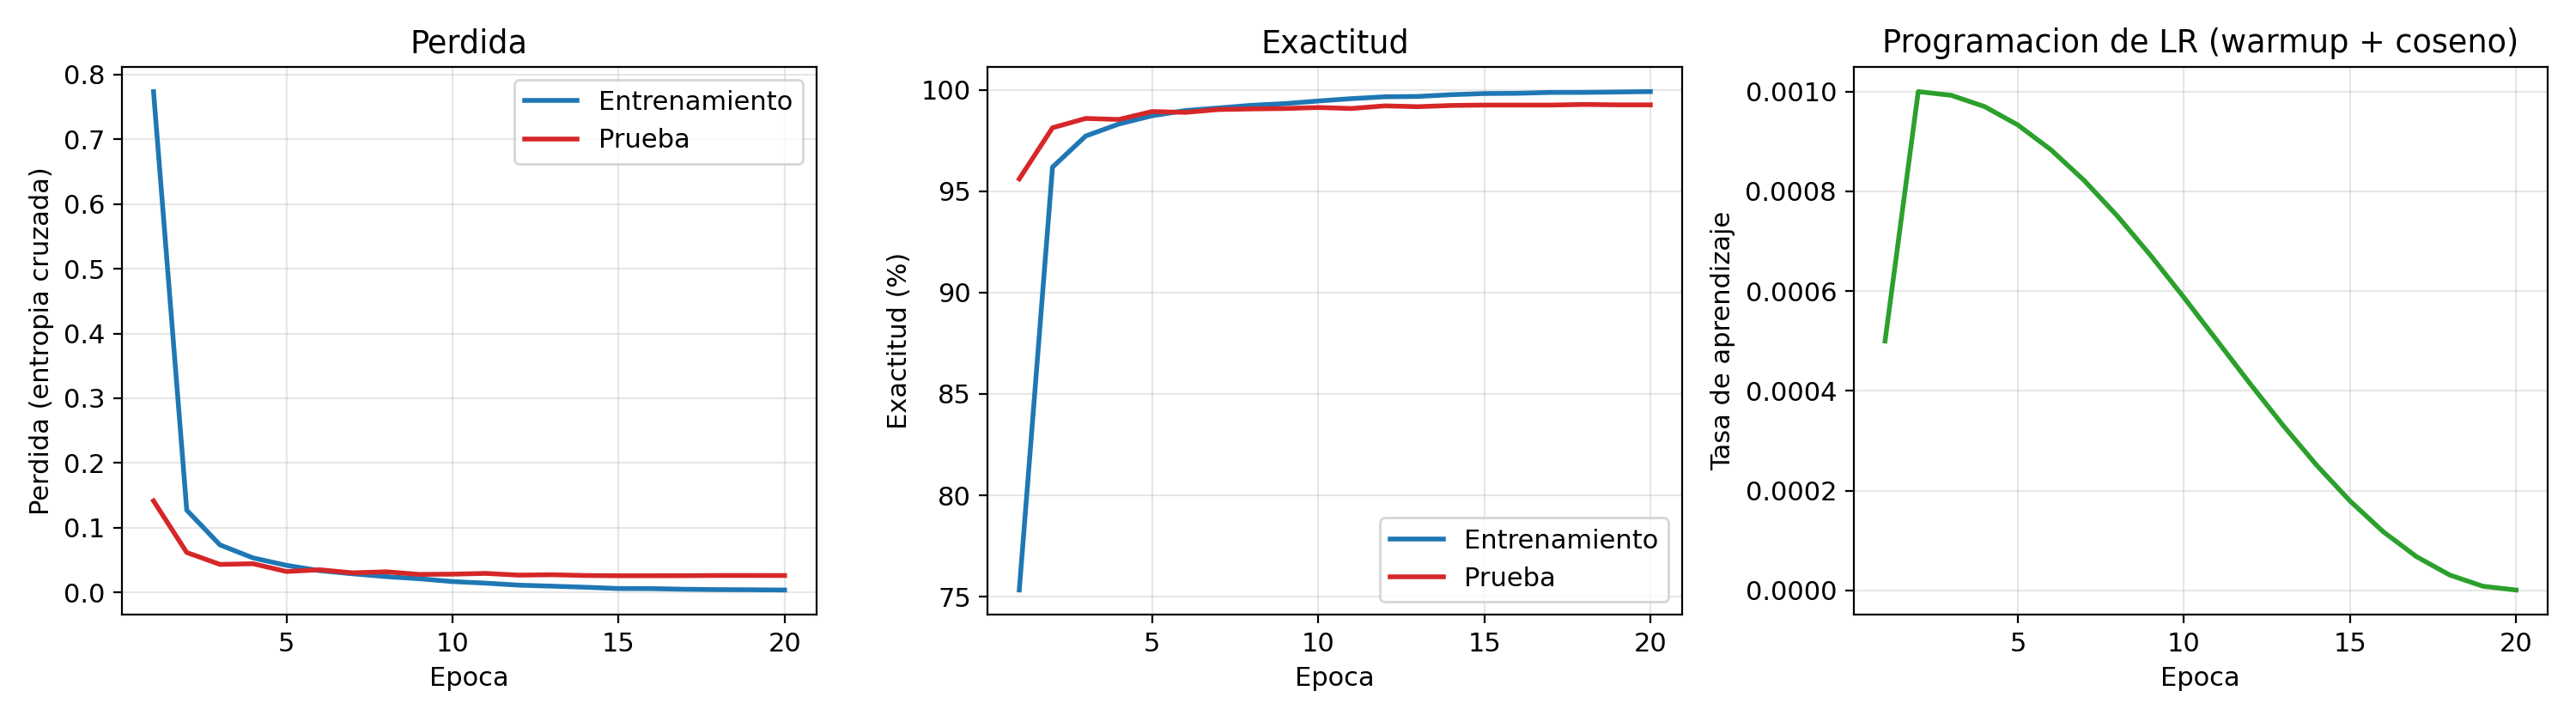 Perdida
Perdida (entropia cruzada)
0.8
0.7
0.6
0.5
0.4
0.3
0.2
0.1
0.0
Entrenamiento
Prueba
5 10 15 20
Epoca
Exactitud
Exactitud (%)
100
95
90
85
80
75
Entrenamiento
Prueba
5 10 15 20
Epoca
Programacion de LR (warmup + coseno)
Tasa de aprendizaje
0.0010
0.0008
0.0006
0.0004
0.0002
0.0000
5 10 15 20
Epoca